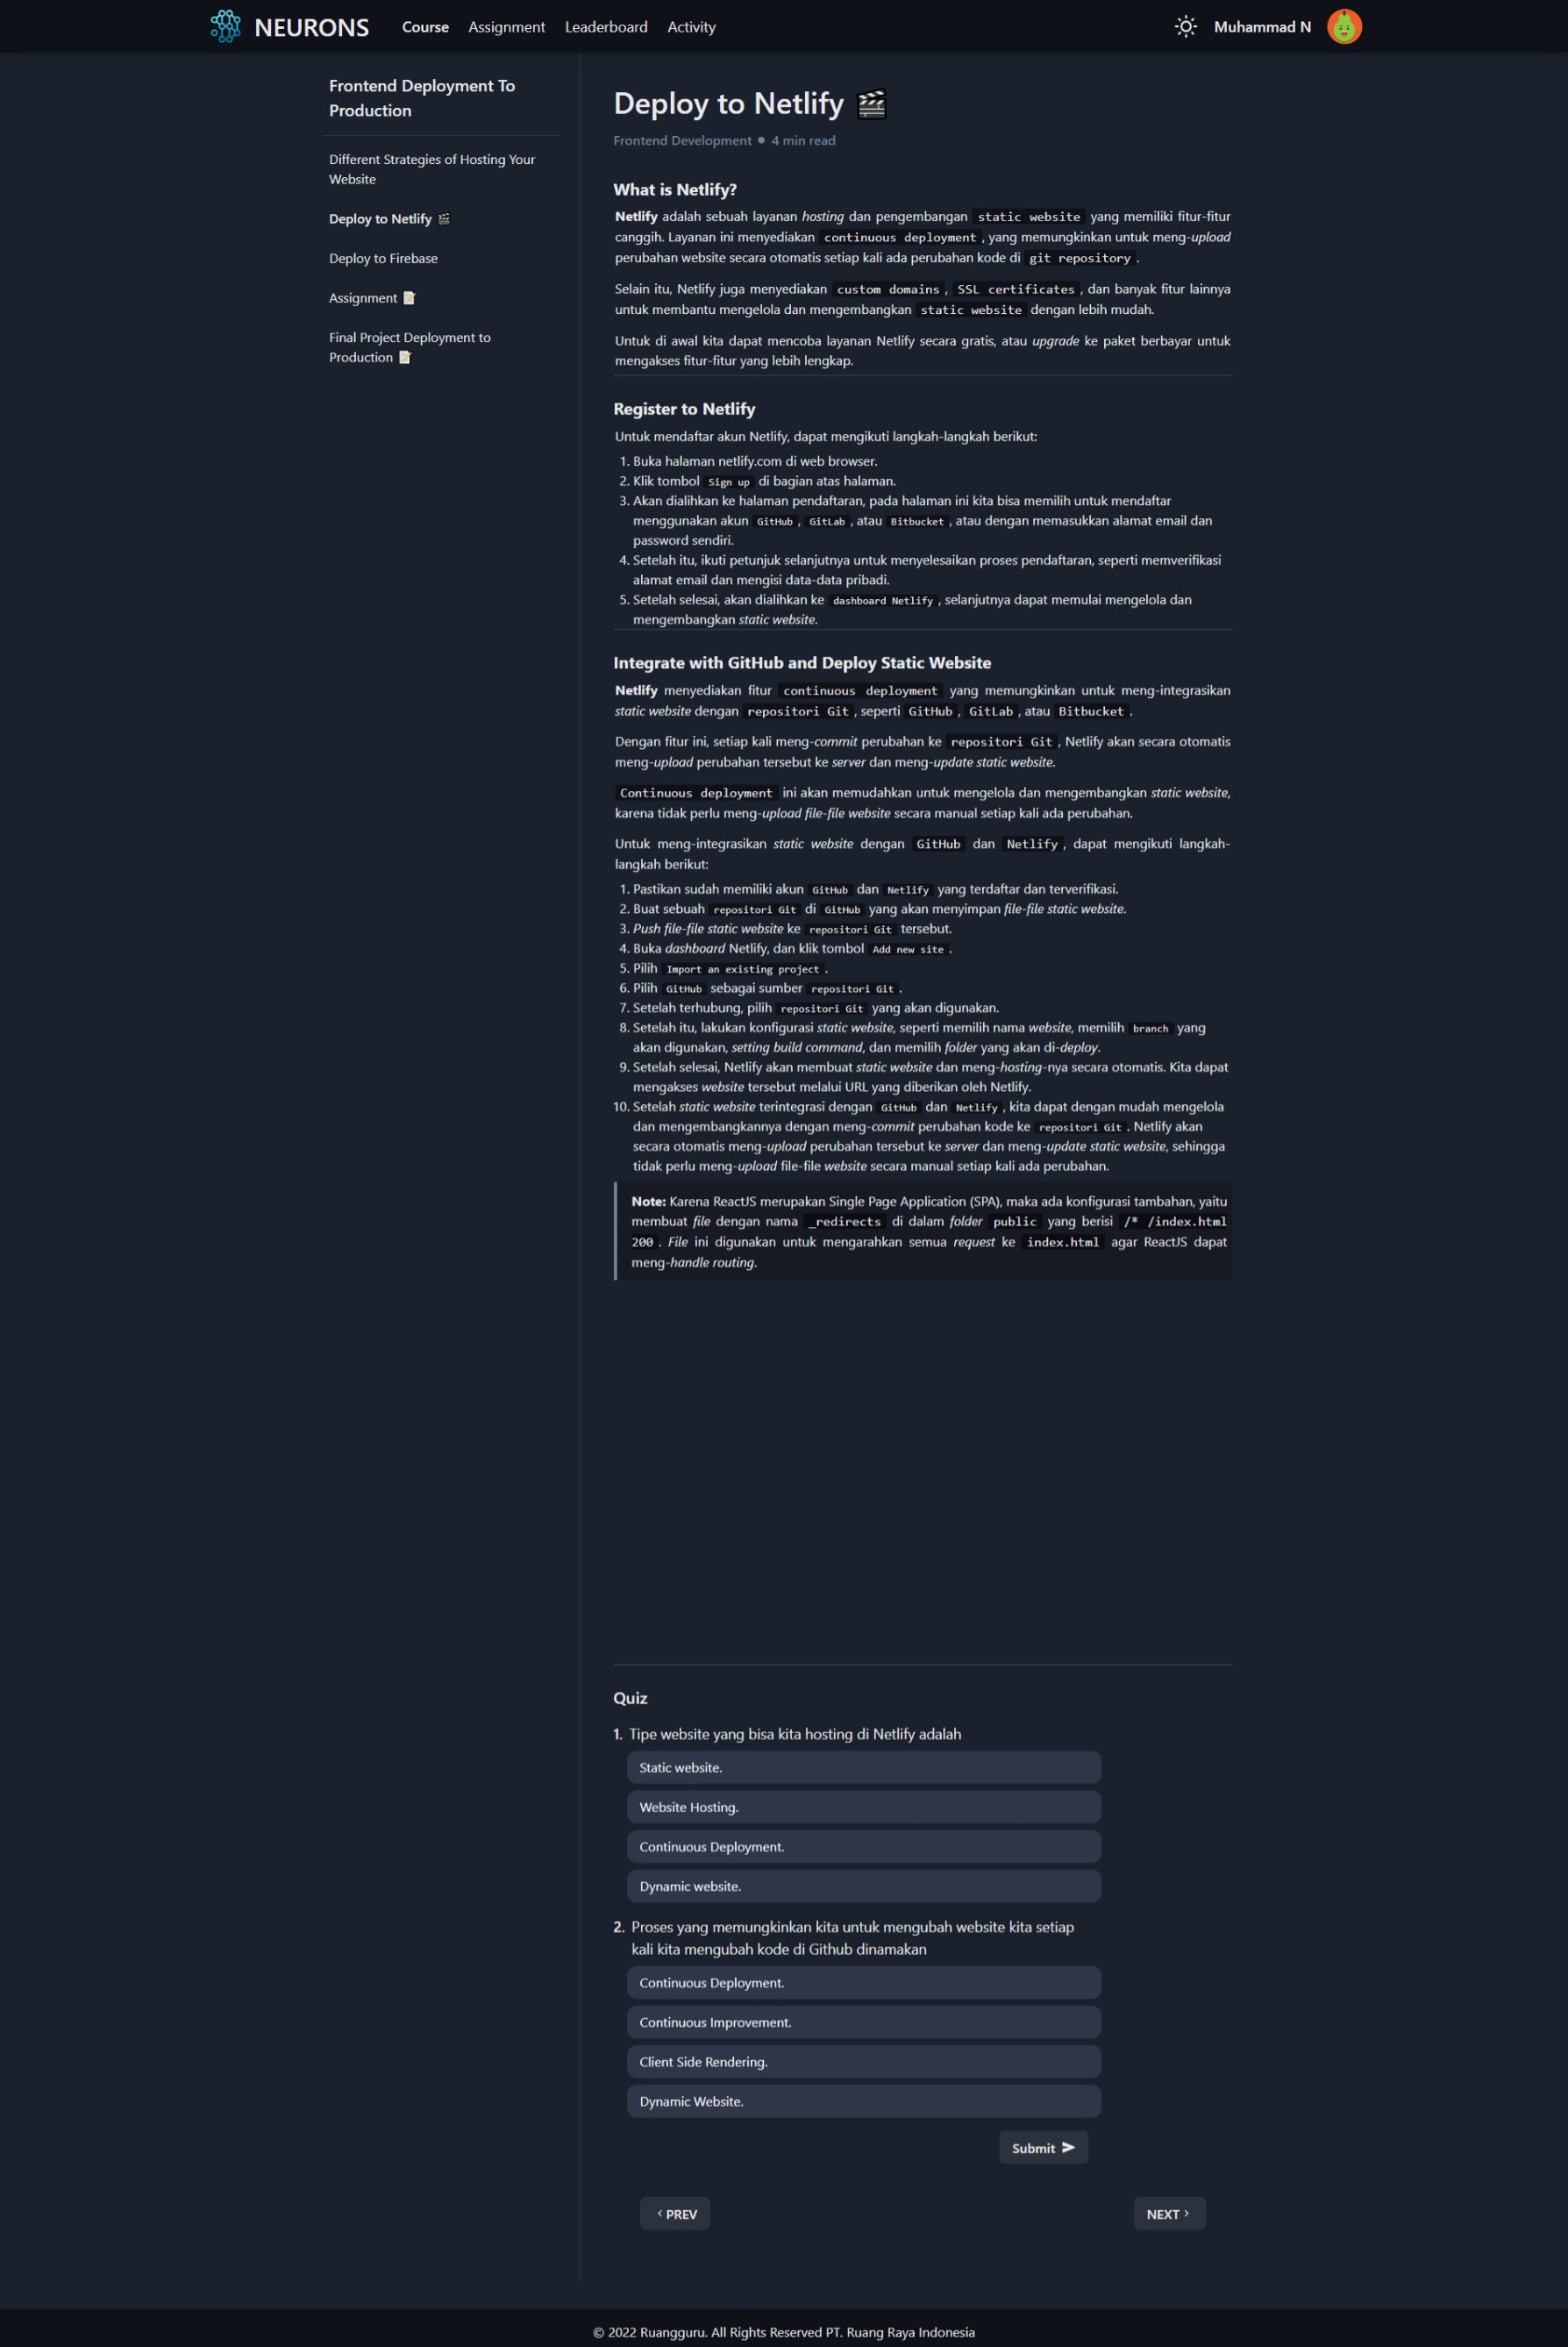 NEURONS Course Assignment Leaderboard Activity Muhammad N
Frontend Deployment To
Production
Different Strategies of Hosting Your
Website
Deploy to Netlify 🎬
Deploy to Firebase
Assignment 📝
Final Project Deployment to
Production 📝
Deploy to Netlify 🎬
Frontend Development ● 4 min read
What is Netlify?
Netlify adalah sebuah layanan hosting dan pengembangan static website yang memiliki fitur-fitur
canggih. Layanan ini menyediakan continuous deployment, yang memungkinkan untuk meng-upload
perubahan website secara otomatis setiap kali ada perubahan kode di git repository.
Selain itu, Netlify juga menyediakan custom domains, SSL certificates, dan banyak fitur lainnya
untuk membantu mengelola dan mengembangkan static website dengan lebih mudah.
Untuk di awal kita dapat mencoba layanan Netlify secara gratis, atau upgrade ke paket berbayar untuk
mengakses fitur-fitur yang lebih lengkap.
Register to Netlify
Untuk mendaftar akun Netlify, dapat mengikuti langkah-langkah berikut:
1. Buka halaman netlify.com di web browser.
2. Klik tombol Sign up di bagian atas halaman.
3. Akan dialihkan ke halaman pendaftaran, pada halaman ini kita bisa memilih untuk mendaftar
menggunakan akun GitHub, GitLab, atau Bitbucket, atau dengan memasukkan alamat email dan
password sendiri.
4. Setelah itu, ikuti petunjuk selanjutnya untuk menyelesaikan proses pendaftaran, seperti memverifikasi
alamat email dan mengisi data-data pribadi.
5. Setelah selesai, akan dialihkan ke dashboard Netlify, selanjutnya dapat memulai mengelola dan
mengembangkan static website.
Integrate with GitHub and Deploy Static Website
Netlify menyediakan fitur continuous deployment yang memungkinkan untuk meng-integrasikan
static website dengan repositori Git, seperti GitHub, GitLab, atau Bitbucket.
Dengan fitur ini, setiap kali meng-commit perubahan ke repositori Git, Netlify akan secara otomatis
meng-upload perubahan tersebut ke server dan meng-update static website.
Continuous deployment ini akan memudahkan untuk mengelola dan mengembangkan static website,
karena tidak perlu meng-upload file-file website secara manual setiap kali ada perubahan.
Untuk meng-integrasikan static website dengan GitHub dan Netlify, dapat mengikuti langkah-
langkah berikut:
1. Pastikan sudah memiliki akun GitHub dan Netlify yang terdaftar dan terverifikasi.
2. Buat sebuah repositori Git di GitHub yang akan menyimpan file-file static website.
3. Push file-file static website ke repositori Git tersebut.
4. Buka dashboard Netlify, dan klik tombol Add new site.
5. Pilih Import an existing project.
6. Pilih GitHub sebagai sumber repositori Git.
7. Setelah terhubung, pilih repositori Git yang akan digunakan.
8. Setelah itu, lakukan konfigurasi static website, seperti memilih nama website, memilih branch yang
akan digunakan, setting build command, dan memilih folder yang akan di-deploy.
9. Setelah selesai, Netlify akan membuat static website dan meng-hosting-nya secara otomatis. Kita dapat
mengakses website tersebut melalui URL yang diberikan oleh Netlify.
10. Setelah static website terintegrasi dengan GitHub dan Netlify, kita dapat dengan mudah mengelola
dan mengembangkannya dengan meng-commit perubahan kode ke repositori Git. Netlify akan
secara otomatis meng-upload perubahan tersebut ke server dan meng-update static website, sehingga
tidak perlu meng-upload file-file website secara manual setiap kali ada perubahan.
Note: Karena ReactJS merupakan Single Page Application (SPA), maka ada konfigurasi tambahan, yaitu
membuat file dengan nama _redirects di dalam folder public yang berisi /* /index.html
200. File ini digunakan untuk mengarahkan semua request ke index.html agar ReactJS dapat
meng-handle routing.
Quiz
1. Tipe website yang bisa kita hosting di Netlify adalah
Static website.
Website Hosting.
Continuous Deployment.
Dynamic website.
2. Proses yang memungkinkan kita untuk mengubah website kita setiap
kali kita mengubah kode di Github dinamakan
Continuous Deployment.
Continuous Improvement.
Client Side Rendering.
Dynamic Website.
Submit
‹ PREV NEXT ›
© 2022 Ruangguru. All Rights Reserved PT. Ruang Raya Indonesia